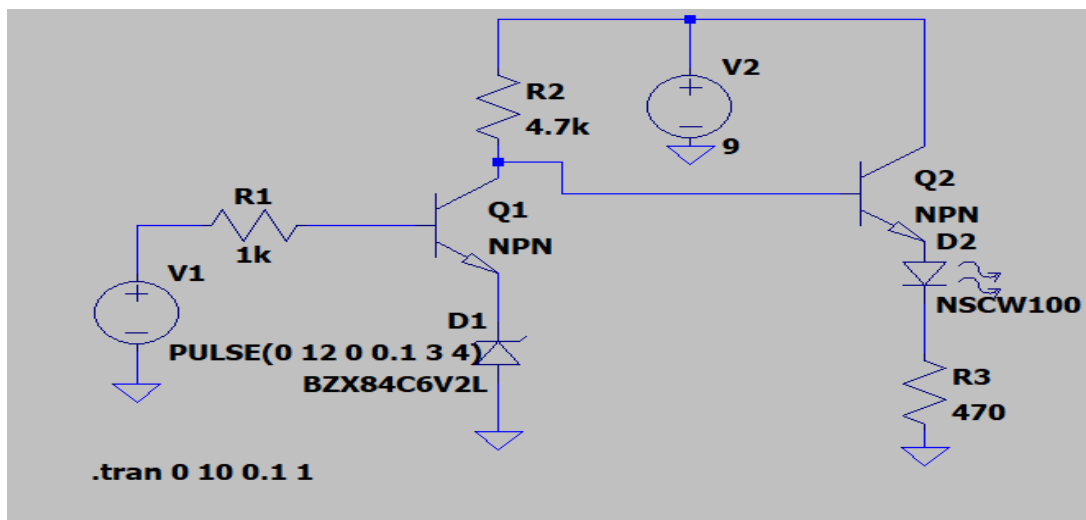 V2
R2
4.7k
9
R1
1k
Q1
NPN
Q2
NPN
D2
V1
NSCW100
D1
PULSE(0 12 0 0.1 3 4)
BZX84C6V2L
R3
470
.tran 0 10 0.1 1